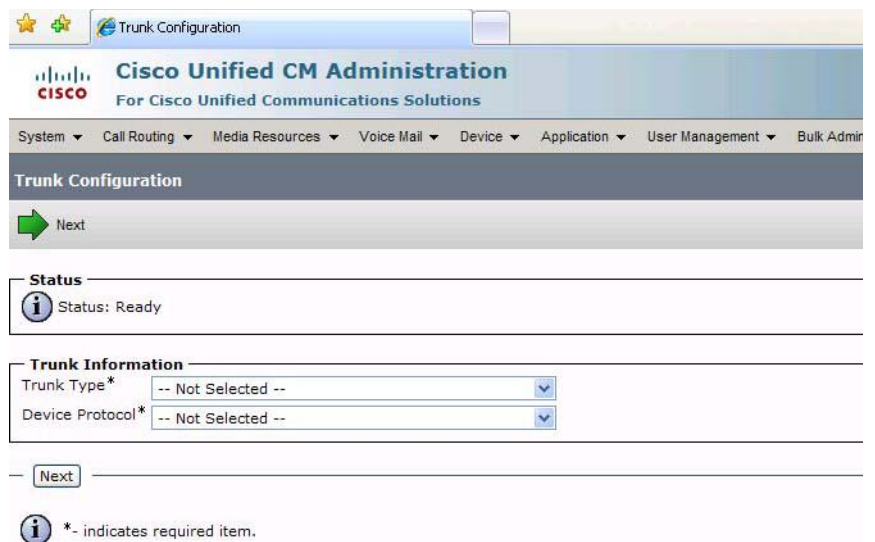 Trunk Configuration
CISCO
Cisco Unified CM Administration
For Cisco Unified Communications Solutions
System Call Routing Media Resources Voice Mail Device Application User Management Bulk Admin
Trunk Configuration
Next
Status
Status: Ready
Trunk Information
Trunk Type* -- Not Selected --
Device Protocol* -- Not Selected --
Next
*- indicates required item.